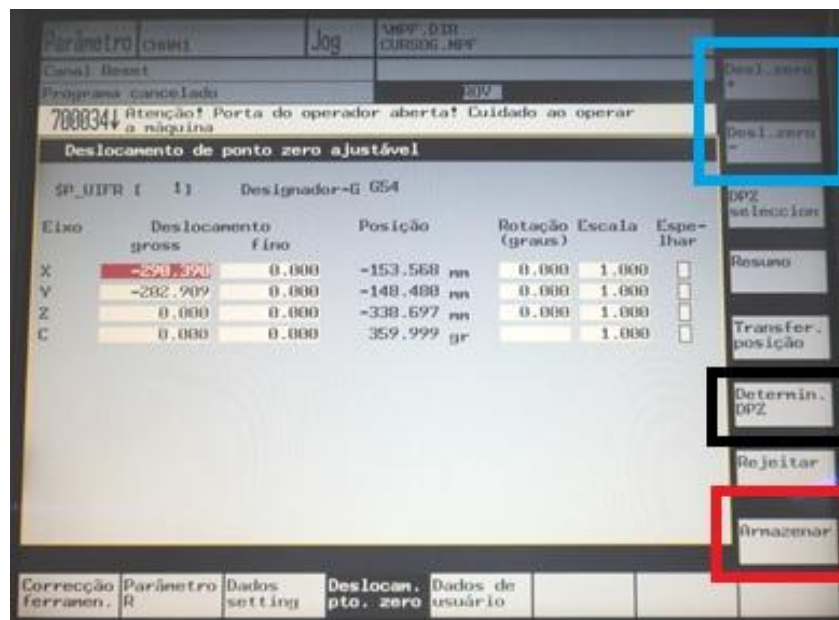 Parâmetro CHAN1 Jog \MPF.DIR
CURSOG.MPF
Canal Reset
Programa cancelado ROV
700034↓ Atenção! Porta do operador aberta! Cuidado ao operar
a máquina
Deslocamento de ponto zero ajustável
$P_UIFR [ 1] Designador-G G54
Eixo Deslocamento Posição Rotação Escala Espe-
gross fino (graus) lhar
X -290.390 0.000 -153.568 mm 0.000 1.000
Y -282.909 0.000 -148.488 mm 0.000 1.000
Z 0.000 0.000 -338.697 mm 0.000 1.000
C 0.000 0.000 359.999 gr 1.000
Desl.zero
+
Desl.zero
-
DPZ
seleccion
Resumo
Transfer.
posição
Determin.
DPZ
Rejeitar
Armazenar
Correcção Parâmetro Dados Deslocam. Dados de
ferramen. R setting pto. zero usuário